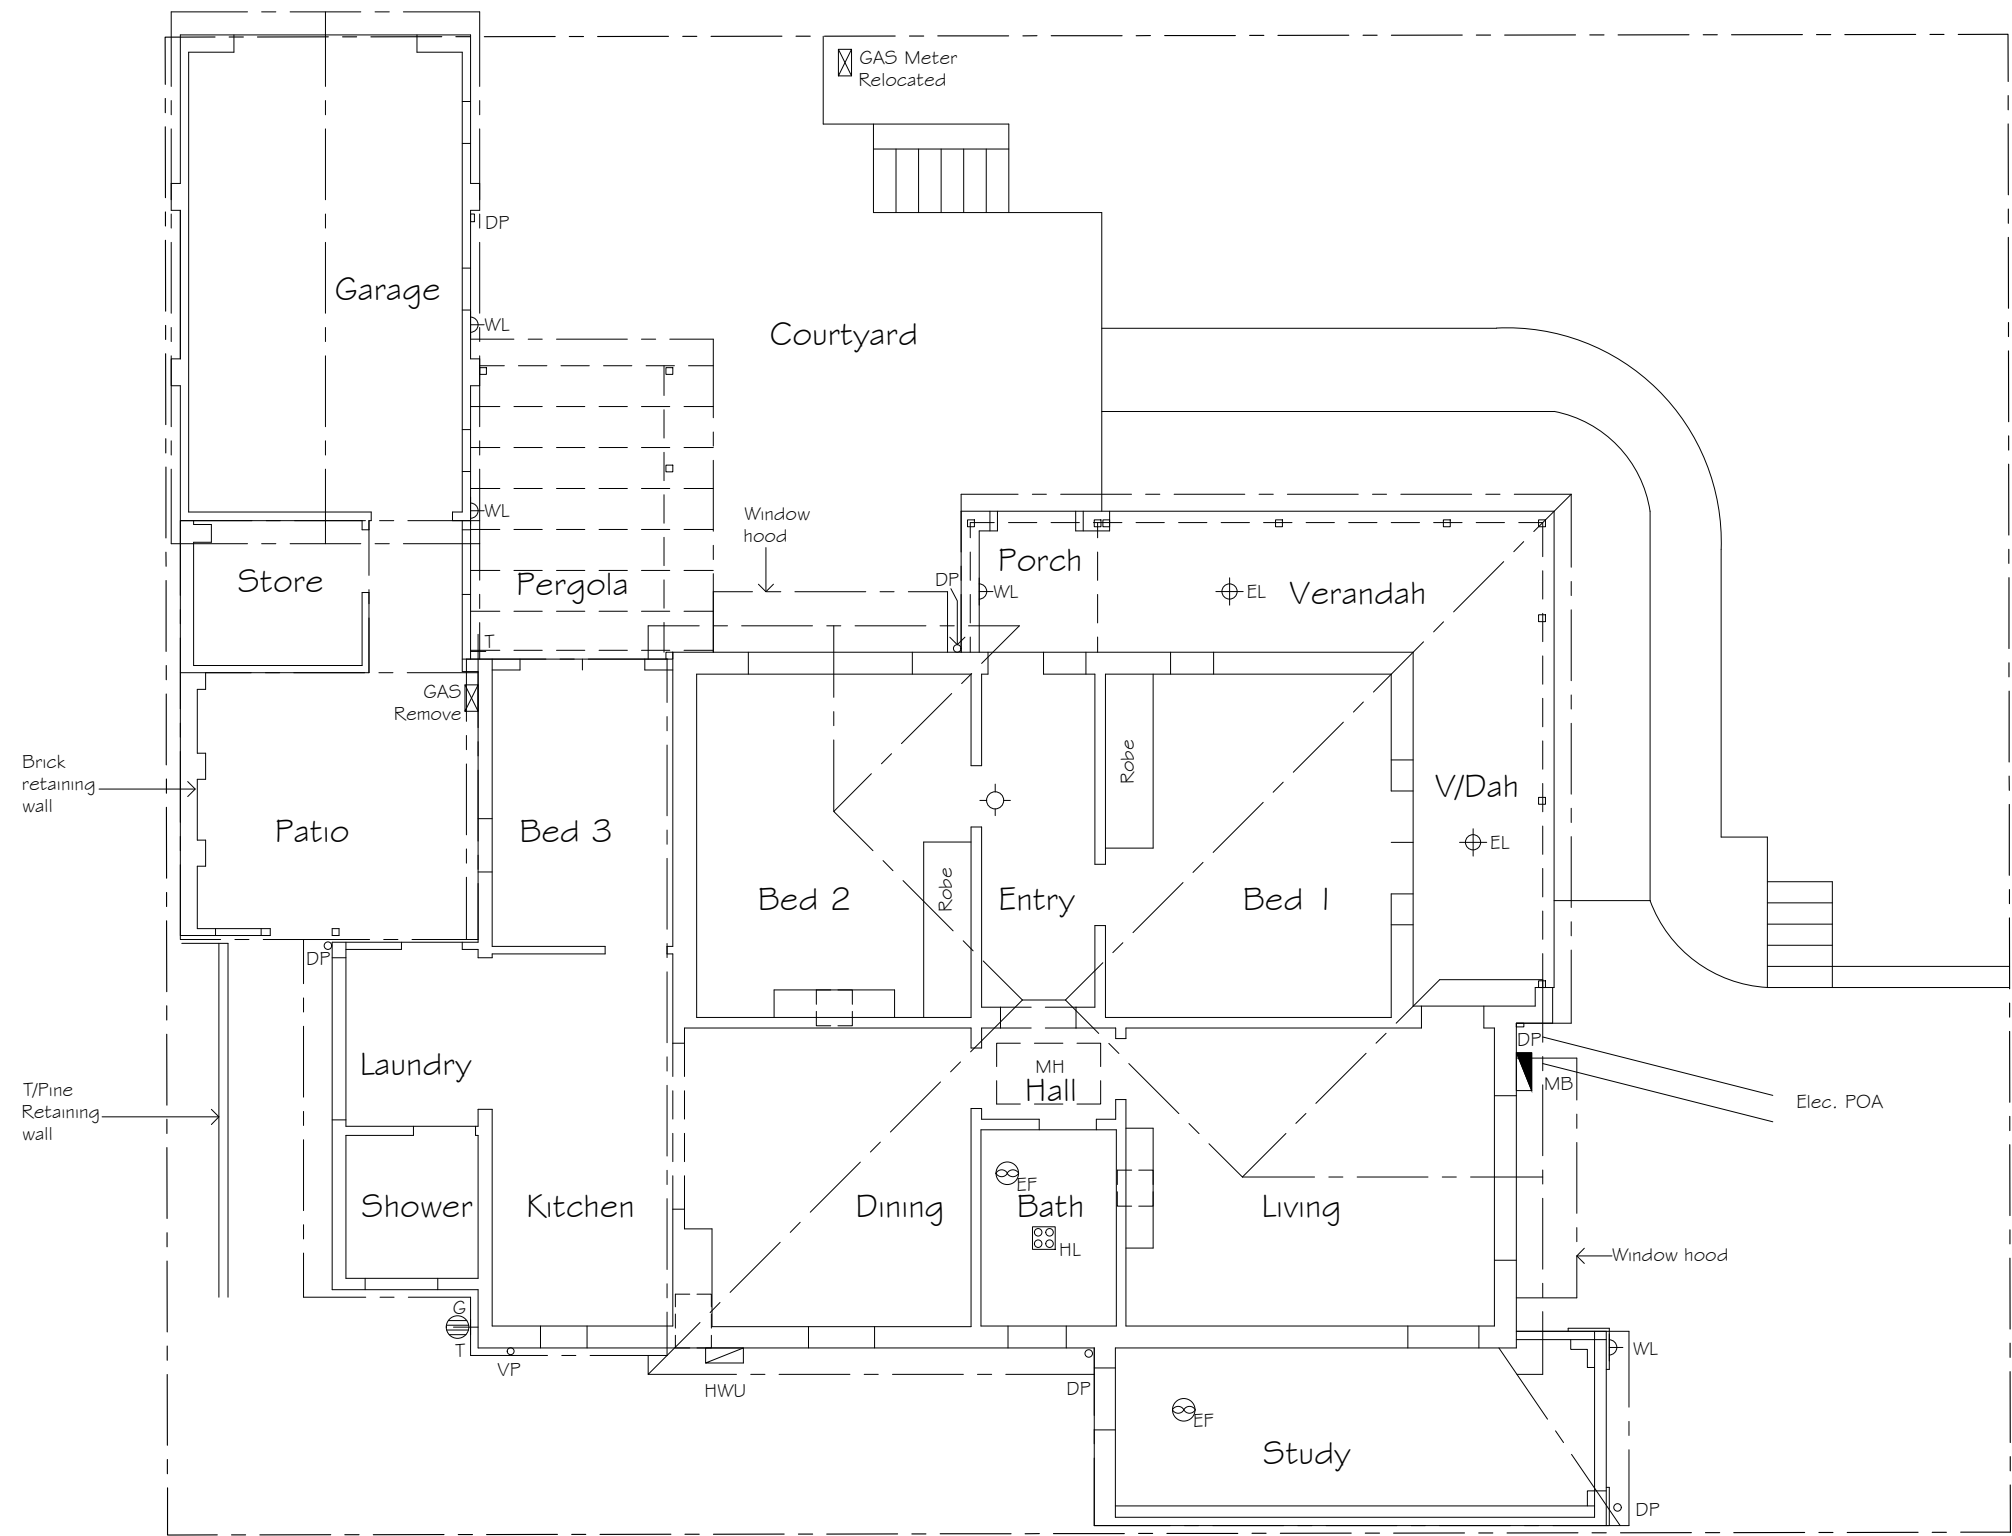 GAS Meter
Relocated
DP
Garage
WL
Courtyard
WL
Window
hood
Porch
Store
Pergola
DP
WL
EL
Verandah
T
GAS
Remove
Brick
retaining
wall
Robe
V/Dah
Patio
Bed 3
EL
Bed 2
Robe
Entry
Bed 1
DP
DP
Laundry
MH
Hall
MB
T/Pine
Retaining
wall
Elec. POA
EF
Shower
Kitchen
Dining
Bath
Living
HL
Window hood
G
T
VP
HWU
DP
WL
EF
Study
DP